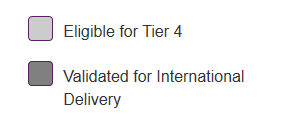 Eligible for Tier 4
Validated for International
Delivery